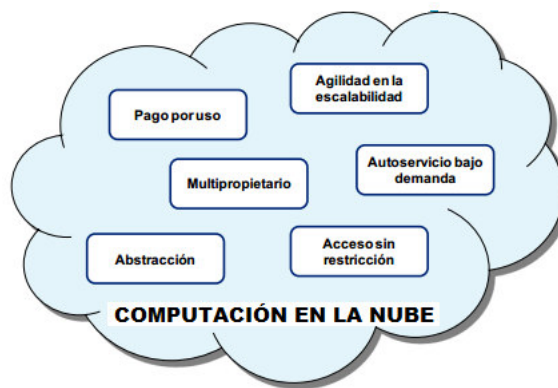 Agilidad en la
escalabilidad
Pago por uso
Autoservicio bajo
demanda
Multipropietario
Acceso sin
restricción
Abstracción
COMPUTACIÓN EN LA NUBE